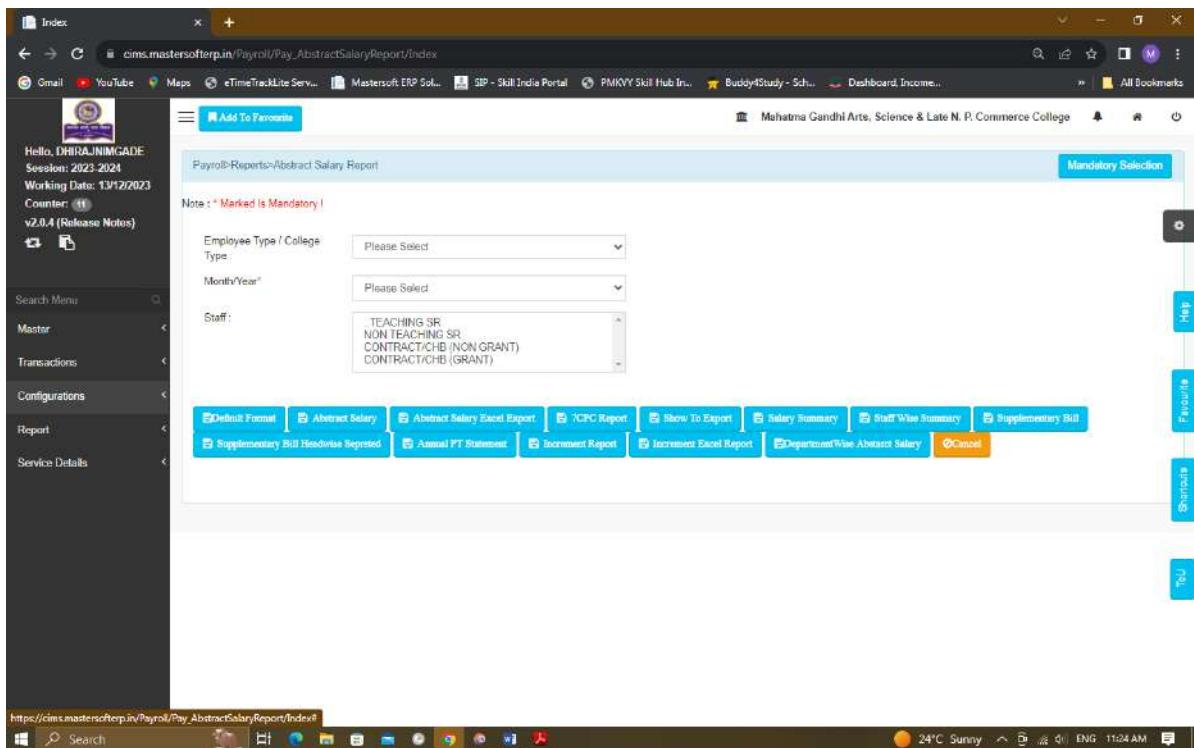 Index
cims.mastersofterp.in/Payroll/Pay_AbstractSalaryReport/Index
Gmail YouTube Maps eTimeTrackLite Serv... Mastersoft ERP Sol... SIP - Skill India Portal PMKVY Skill Hub In... Buddy4Study - Sch... Dashboard, Income... » All Bookmarks
Add To Favourite
Mahatma Gandhi Arts, Science & Late N. P. Commerce College
Hello, DHIRAJNIMGADE
Session: 2023-2024
Working Date: 13/12/2023
Counter: 11
v2.0.4 (Release Notes)
Search Menu
Master
Transactions
Configurations
Report
Service Details
Payroll>Reports>Abstract Salary Report
Mandatory Selection
Note : * Marked Is Mandatory !
Employee Type / College Type
Please Select
Month/Year*
Please Select
Staff :
..TEACHING SR
NON TEACHING SR
CONTRACT/CHB (NON GRANT)
CONTRACT/CHB (GRANT)
Default Format Abstract Salary Abstract Salary Excel Export 7CPC Report Show To Export Salary Summary Staff Wise Summary Supplementary Bill
Supplementary Bill Headwise Sepreted Annual PT Statement Increment Report Increment Excel Report DepartmentWise Abstarct Salary Cancel
Help
Favourite
Shortcuts
ToU
https://cims.mastersofterp.in/Payroll/Pay_AbstractSalaryReport/Index#
Search
24°C Sunny ENG 11:24 AM